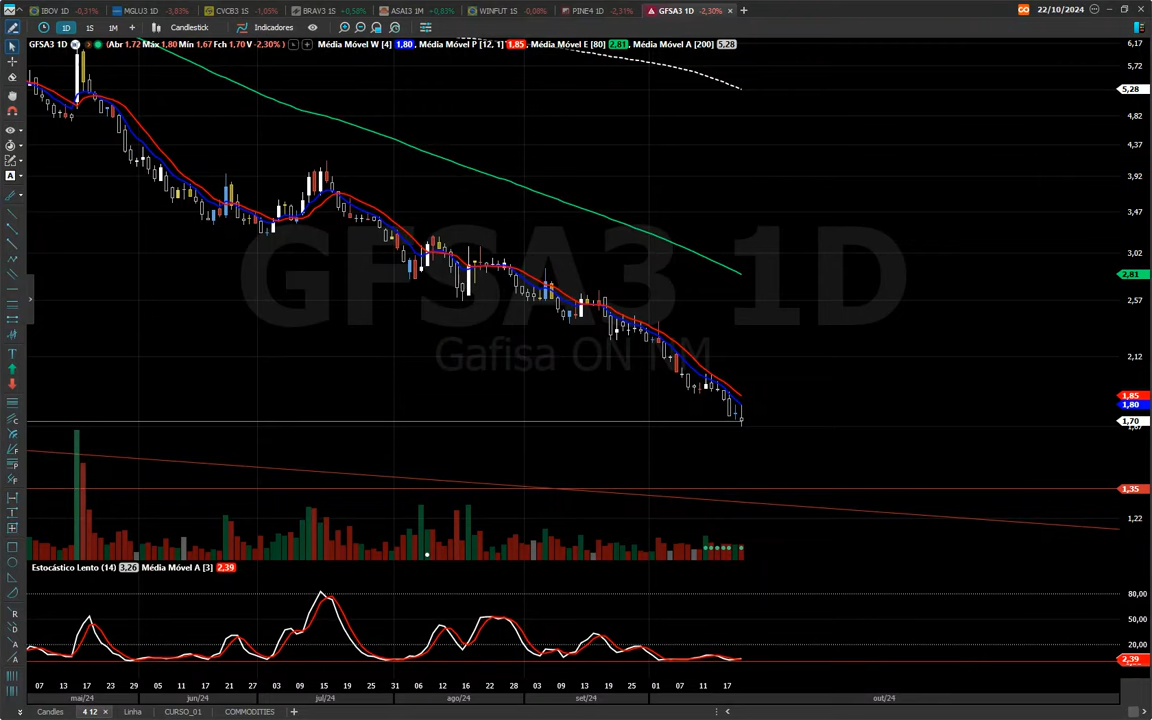 IBOV 1D -0,31% MGLU3 1D -3,83% CVCB3 1S -1,05% BRAV3 1D +0,58% ASAI3 1M +0,83% WINFUT 1S -0,08% PINE4 1D -2,31% GFSA3 1D -2,30% 22/10/2024
1D 1S 1M Candlestick Indicadores
GFSA3 1D (Abr 1,72 Máx 1,80 Mín 1,67 Fch 1,70 V -2,30%) Média Móvel W [4] 1,80, Média Móvel P [12, 1] 1,85, Média Móvel E [80] 2,81, Média Móvel A [200] 5,28
6,17
5,72
5,28
4,82
4,37
3,92
3,47
3,02
2,81
2,57
2,12
1,85
1,80
1,70
1,35
1,22
GFSA3 1D
Gafisa ON NM
Estocástico Lento (14) 3,26 Média Móvel A [3] 2,39
80,00
50,00
20,00
2,39
07 13 17 23 29 05 11 17 21 27 03 09 15 19 25 31 06 12 16 22 28 03 09 13 19 25 01 07 11 17
mai/24 jun/24 jul/24 ago/24 set/24 out/24
Candles 4 12 Linha CURSO_01 COMMODITIES